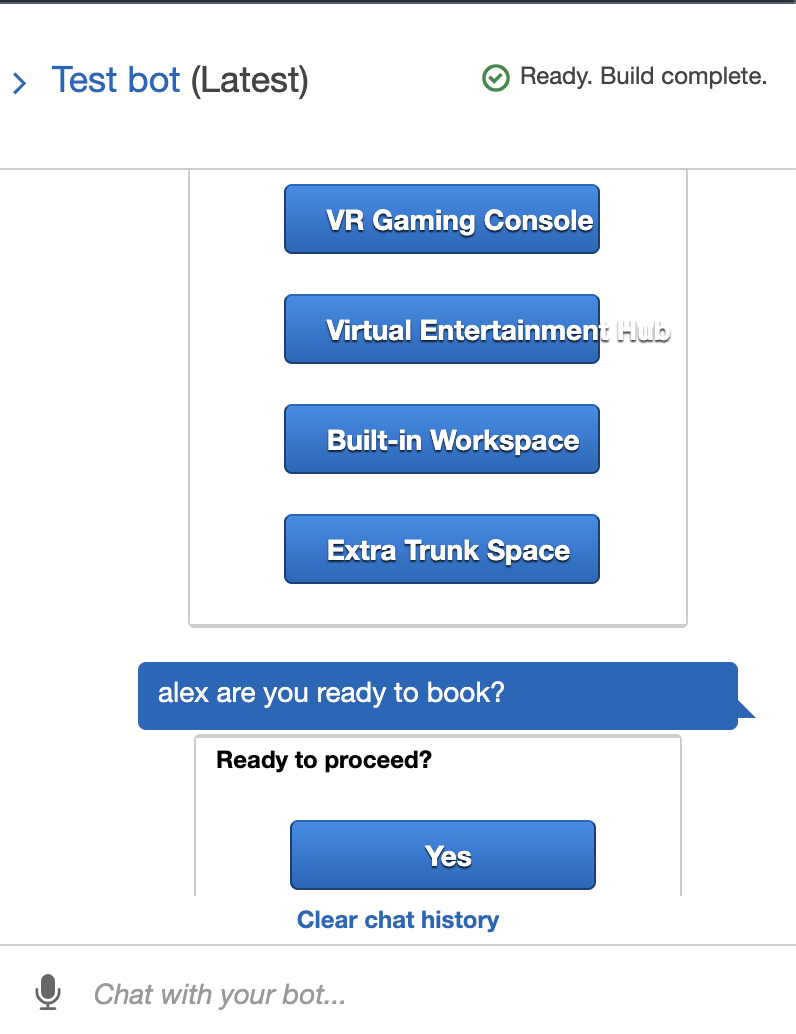 Test bot (Latest)
Ready. Build complete.
VR Gaming Console
Virtual Entertainment Hub
Built-in Workspace
Extra Trunk Space
alex are you ready to book?
Ready to proceed?
Yes
Clear chat history
Chat with your bot...